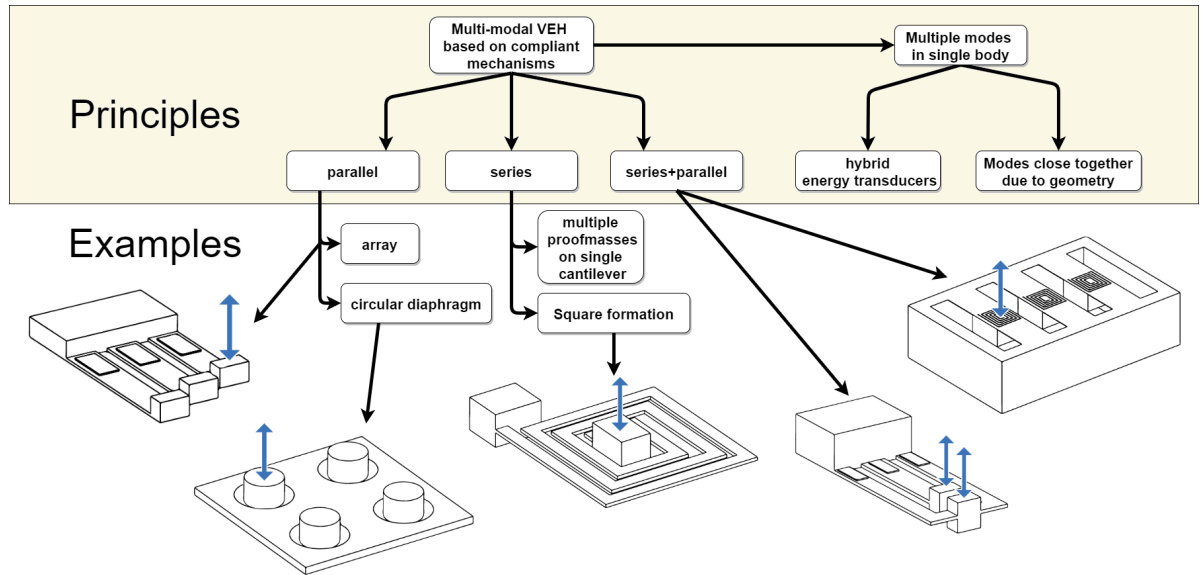 Multi-modal VEH
based on compliant
mechanisms
Multiple modes
in single body
Principles
parallel
series
series+parallel
hybrid
energy transducers
Modes close together
due to geometry
Examples
array
multiple
proofmasses
on single
cantilever
circular diaphragm
Square formation